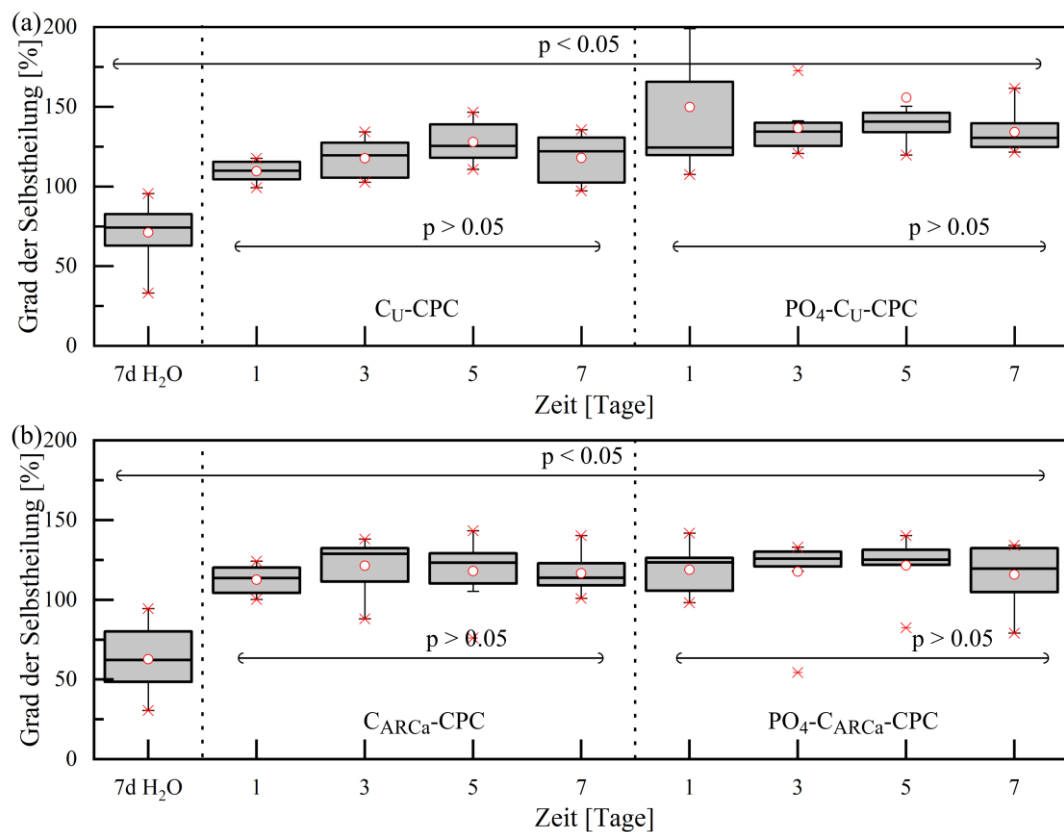 (a)
Grad der Selbstheilung [%]
200
150
100
50
0
p < 0.05
p > 0.05
p > 0.05
C_U-CPC
PO₄-C_U-CPC
7d H₂O 1 3 5 7 1 3 5 7
Zeit [Tage]
(b)
Grad der Selbstheilung [%]
200
150
100
50
0
p < 0.05
p > 0.05
p > 0.05
C_ARCa-CPC
PO₄-C_ARCa-CPC
7d H₂O 1 3 5 7 1 3 5 7
Zeit [Tage]